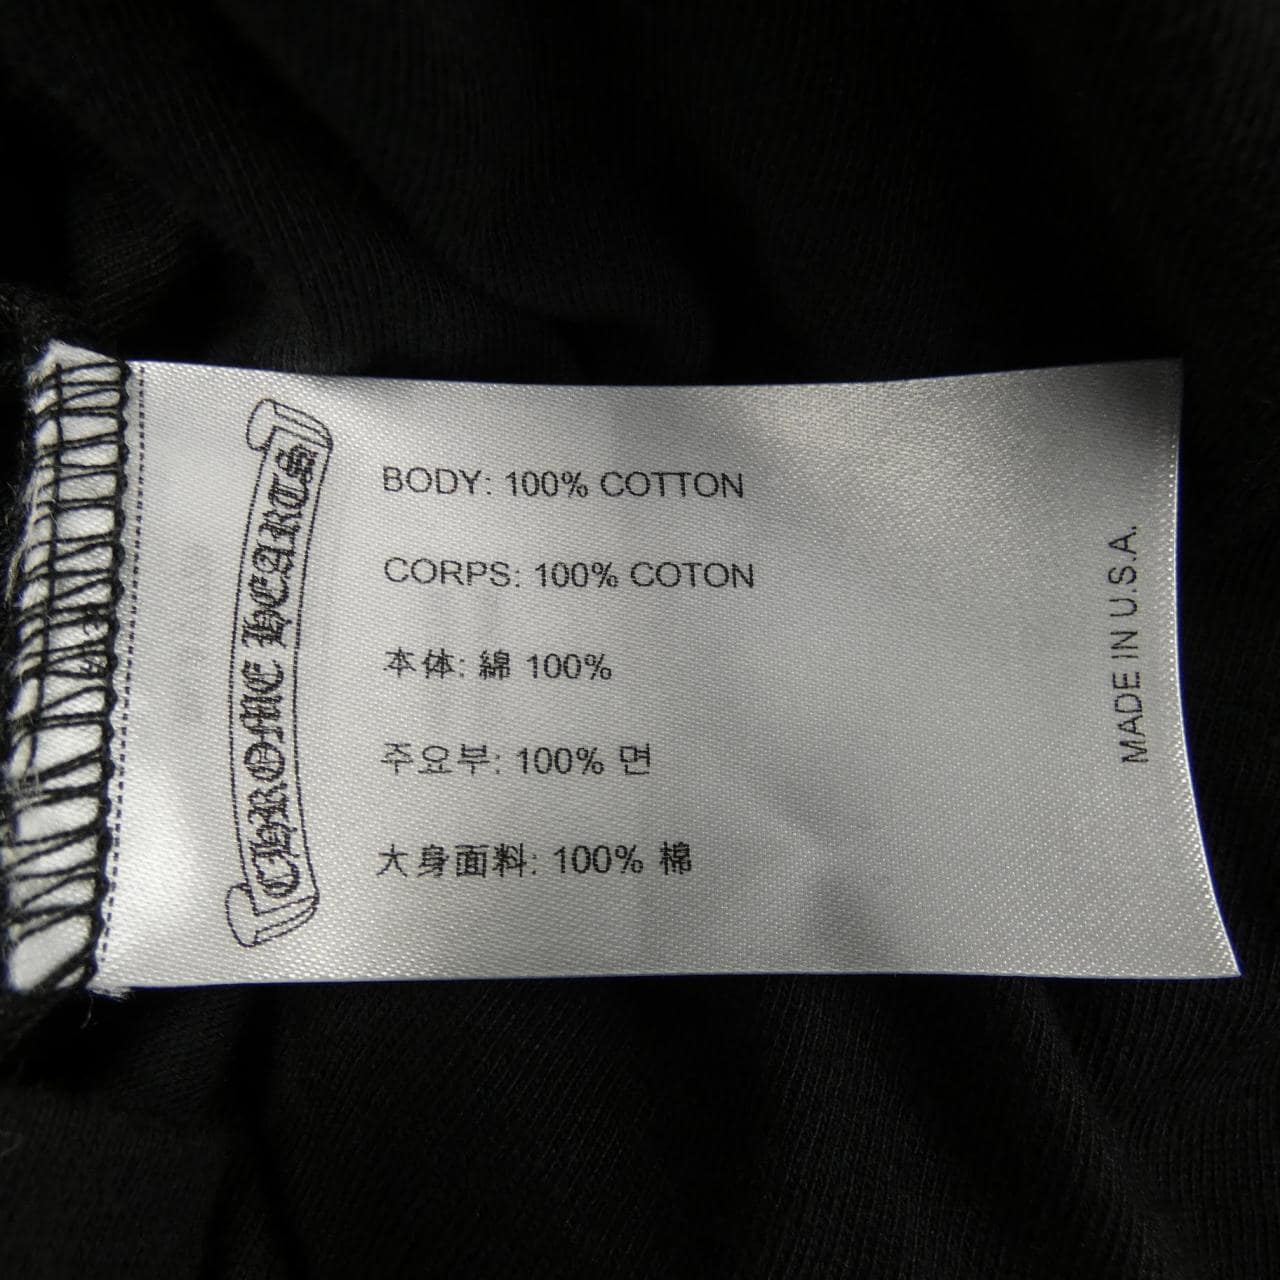 CHROME HEARTS
BODY: 100% COTTON
CORPS: 100% COTON
本体: 綿 100%
주요부: 100% 면
大身面料: 100% 棉
MADE IN U.S.A.